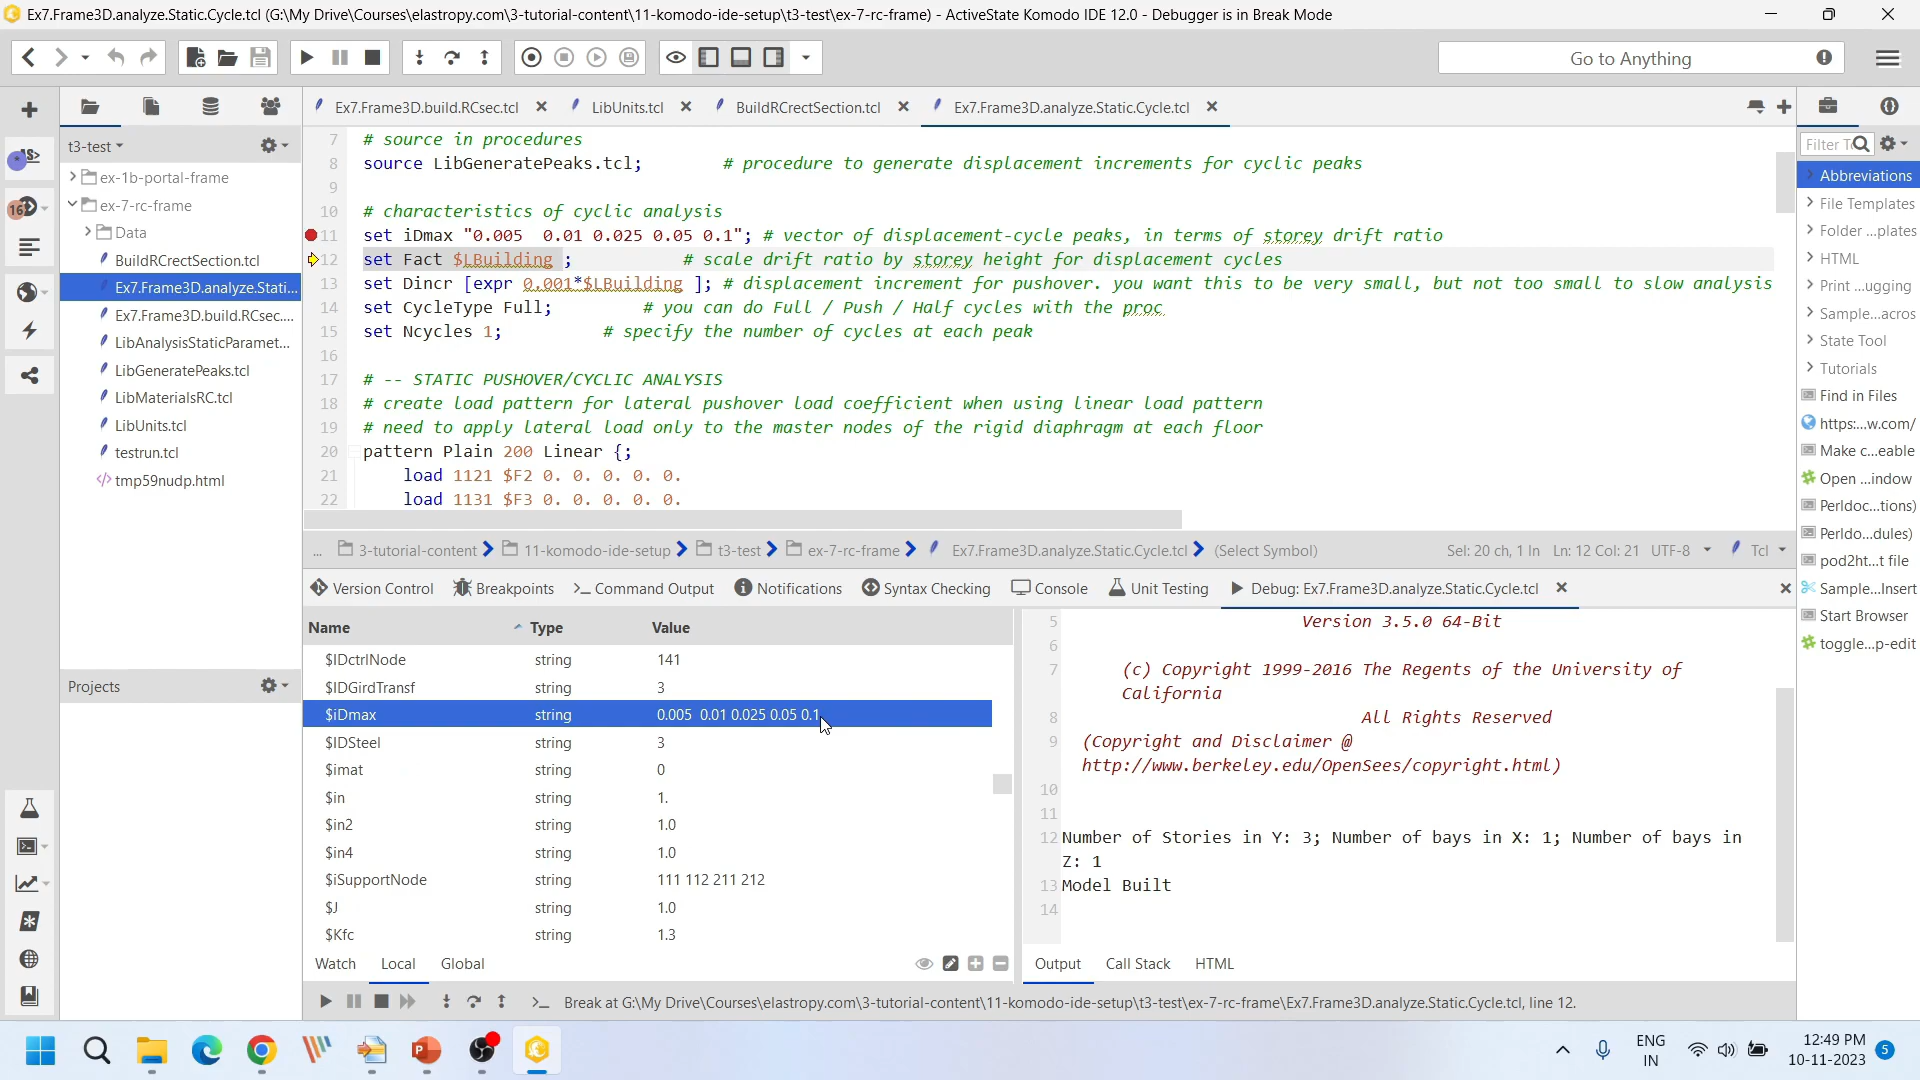 Ex7.Frame3D.analyze.Static.Cycle.tcl (G:\My Drive\Courses\elastropy.com\3-tutorial-content\11-komodo-ide-setup\t3-test\ex-7-rc-frame) - ActiveState Komodo IDE 12.0 - Debugger is in Break Mode
Go to Anything
Ex7.Frame3D.build.RCsec.tcl
LibUnits.tcl
BuildRCrectSection.tcl
Ex7.Frame3D.analyze.Static.Cycle.tcl
t3-test
ex-1b-portal-frame
ex-7-rc-frame
Data
BuildRCrectSection.tcl
Ex7.Frame3D.analyze.Stati...
Ex7.Frame3D.build.RCsec....
LibAnalysisStaticParamet...
LibGeneratePeaks.tcl
LibMaterialsRC.tcl
LibUnits.tcl
testrun.tcl
tmp59nudp.html
Projects
16
7 # source in procedures
8 source LibGeneratePeaks.tcl; # procedure to generate displacement increments for cyclic peaks
9
10 # characteristics of cyclic analysis
11 set iDmax "0.005  0.01 0.025 0.05 0.1"; # vector of displacement-cycle peaks, in terms of storey drift ratio
12 set Fact $LBuilding ; # scale drift ratio by storey height for displacement cycles
13 set Dincr [expr 0.001*$LBuilding ]; # displacement increment for pushover. you want this to be very small, but not too small to slow analysis
14 set CycleType Full; # you can do Full / Push / Half cycles with the proc
15 set Ncycles 1; # specify the number of cycles at each peak
16
17 # -- STATIC PUSHOVER/CYCLIC ANALYSIS
18 # create load pattern for lateral pushover load coefficient when using linear load pattern
19 # need to apply lateral load only to the master nodes of the rigid diaphragm at each floor
20 pattern Plain 200 Linear {;
21 load 1121 $F2 0. 0. 0. 0. 0.
22 load 1131 $F3 0. 0. 0. 0. 0.
... 3-tutorial-content 11-komodo-ide-setup t3-test ex-7-rc-frame Ex7.Frame3D.analyze.Static.Cycle.tcl (Select Symbol) Sel: 20 ch, 1 ln Ln: 12 Col: 21 UTF-8 Tcl
Version Control Breakpoints Command Output Notifications Syntax Checking Console Unit Testing Debug: Ex7.Frame3D.analyze.Static.Cycle.tcl
Name Type Value
$IDctrlNode string 141
$IDGirdTransf string 3
$iDmax string 0.005  0.01 0.025 0.05 0.1
$IDSteel string 3
$imat string 0
$in string 1.
$in2 string 1.0
$in4 string 1.0
$iSupportNode string 111 112 211 212
$J string 1.0
$Kfc string 1.3
Watch Local Global
5 Version 3.5.0 64-Bit
6
7 (c) Copyright 1999-2016 The Regents of the University of
California
8 All Rights Reserved
9 (Copyright and Disclaimer @
http://www.berkeley.edu/OpenSees/copyright.html)
10
11
12 Number of Stories in Y: 3; Number of bays in X: 1; Number of bays in
Z: 1
13 Model Built
14
Output Call Stack HTML
Break at G:\My Drive\Courses\elastropy.com\3-tutorial-content\11-komodo-ide-setup\t3-test\ex-7-rc-frame\Ex7.Frame3D.analyze.Static.Cycle.tcl, line 12.
Abbreviations
File Templates
Folder ...plates
HTML
Print ...ugging
Sample...acros
State Tool
Tutorials
Find in Files
https:...w.com/
Make c...eable
Open ...indow
Perldoc...tions)
Perldo...dules)
pod2ht...t file
Sample...Insert
Start Browser
toggle...p-edit
ENG
IN
12:49 PM
10-11-2023
5